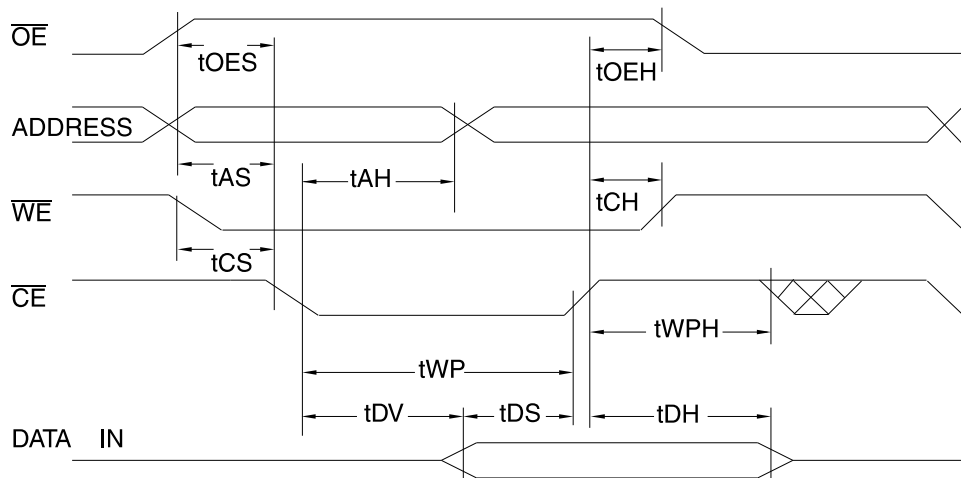 OE
tOES
tOEH
ADDRESS
tAS
tAH
tCH
WE
tCS
CE
tWPH
tWP
tDV
tDS
tDH
DATA IN